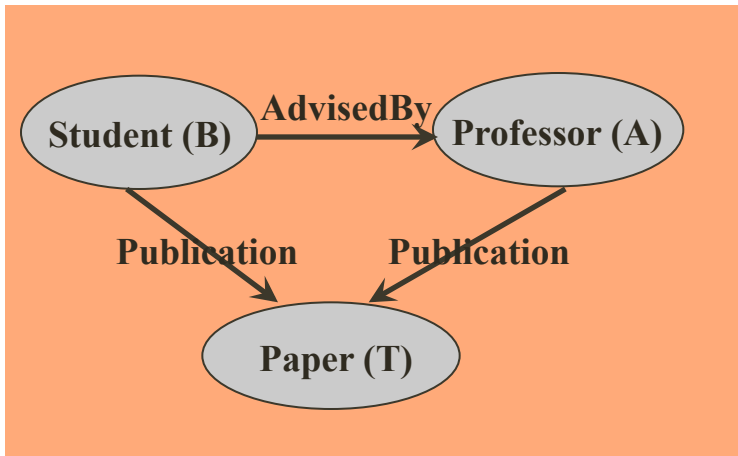 AdvisedBy
Student (B)
Professor (A)
Publication
Publication
Paper (T)